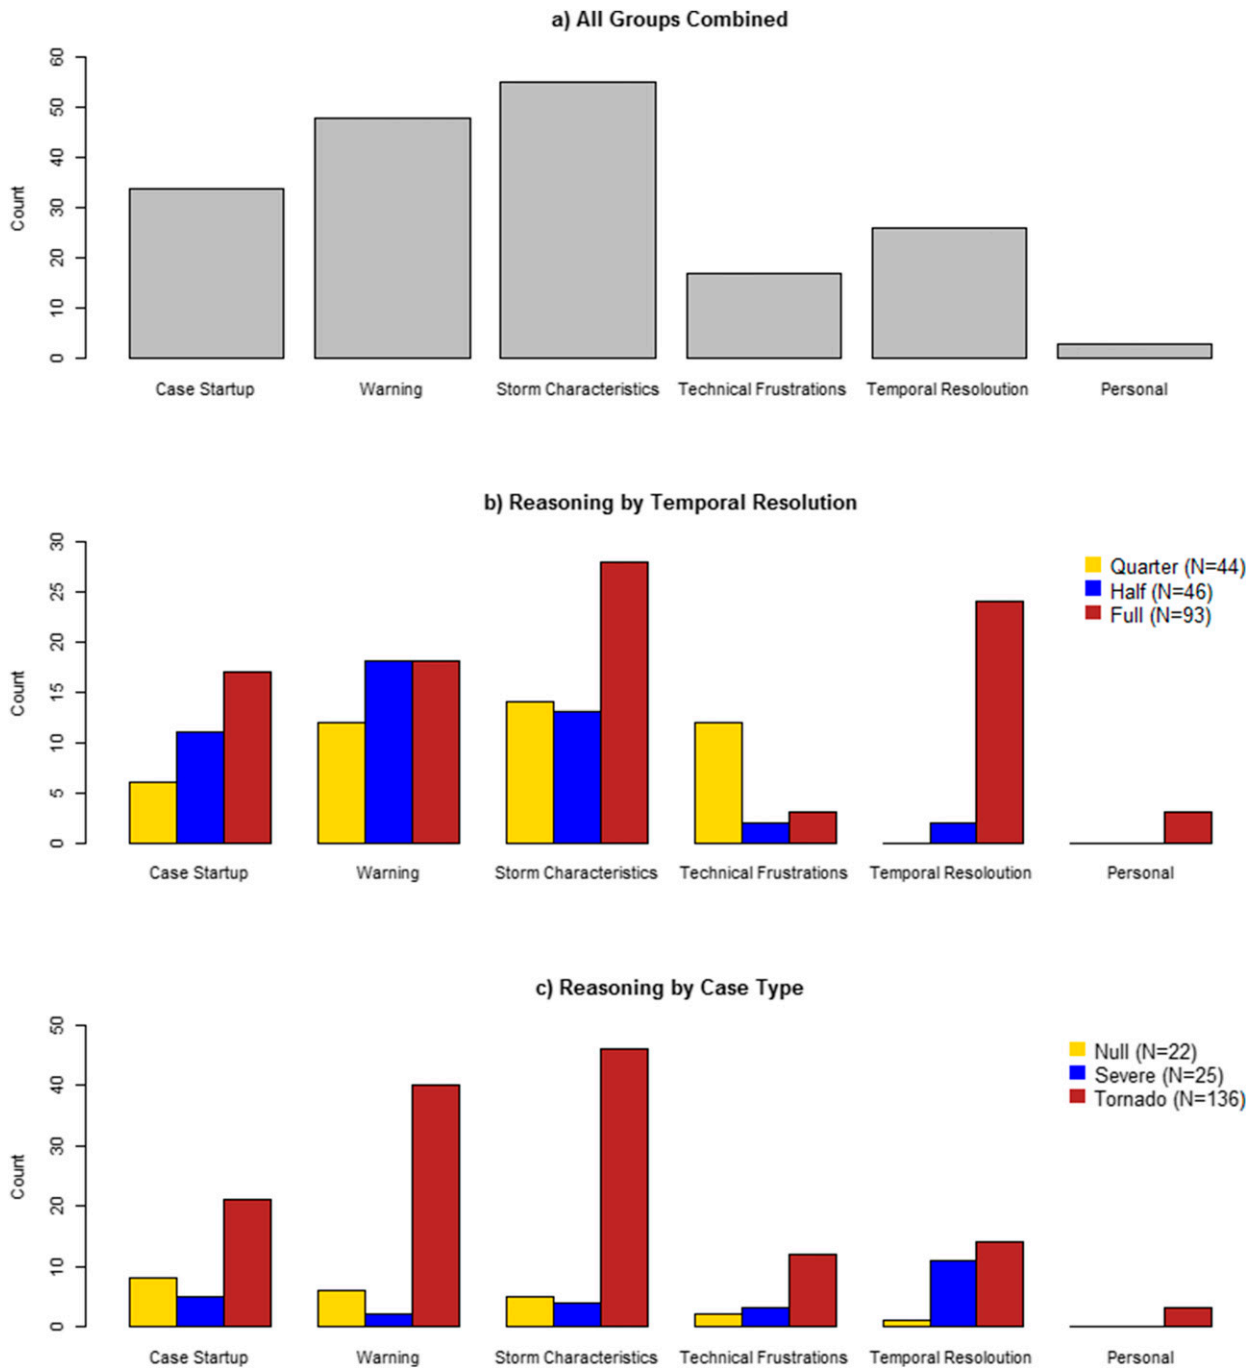 a) All Groups Combined
60
50
40
30
20
10
0
Count
Case Startup Warning Storm Characteristics Technical Frustrations Temporal Resoloution Personal
b) Reasoning by Temporal Resolution
30
25
20
15
10
5
0
Count
Quarter (N=44)
Half (N=46)
Full (N=93)
Case Startup Warning Storm Characteristics Technical Frustrations Temporal Resoloution Personal
c) Reasoning by Case Type
50
40
30
20
10
0
Count
Null (N=22)
Severe (N=25)
Tornado (N=136)
Case Startup Warning Storm Characteristics Technical Frustrations Temporal Resoloution Personal